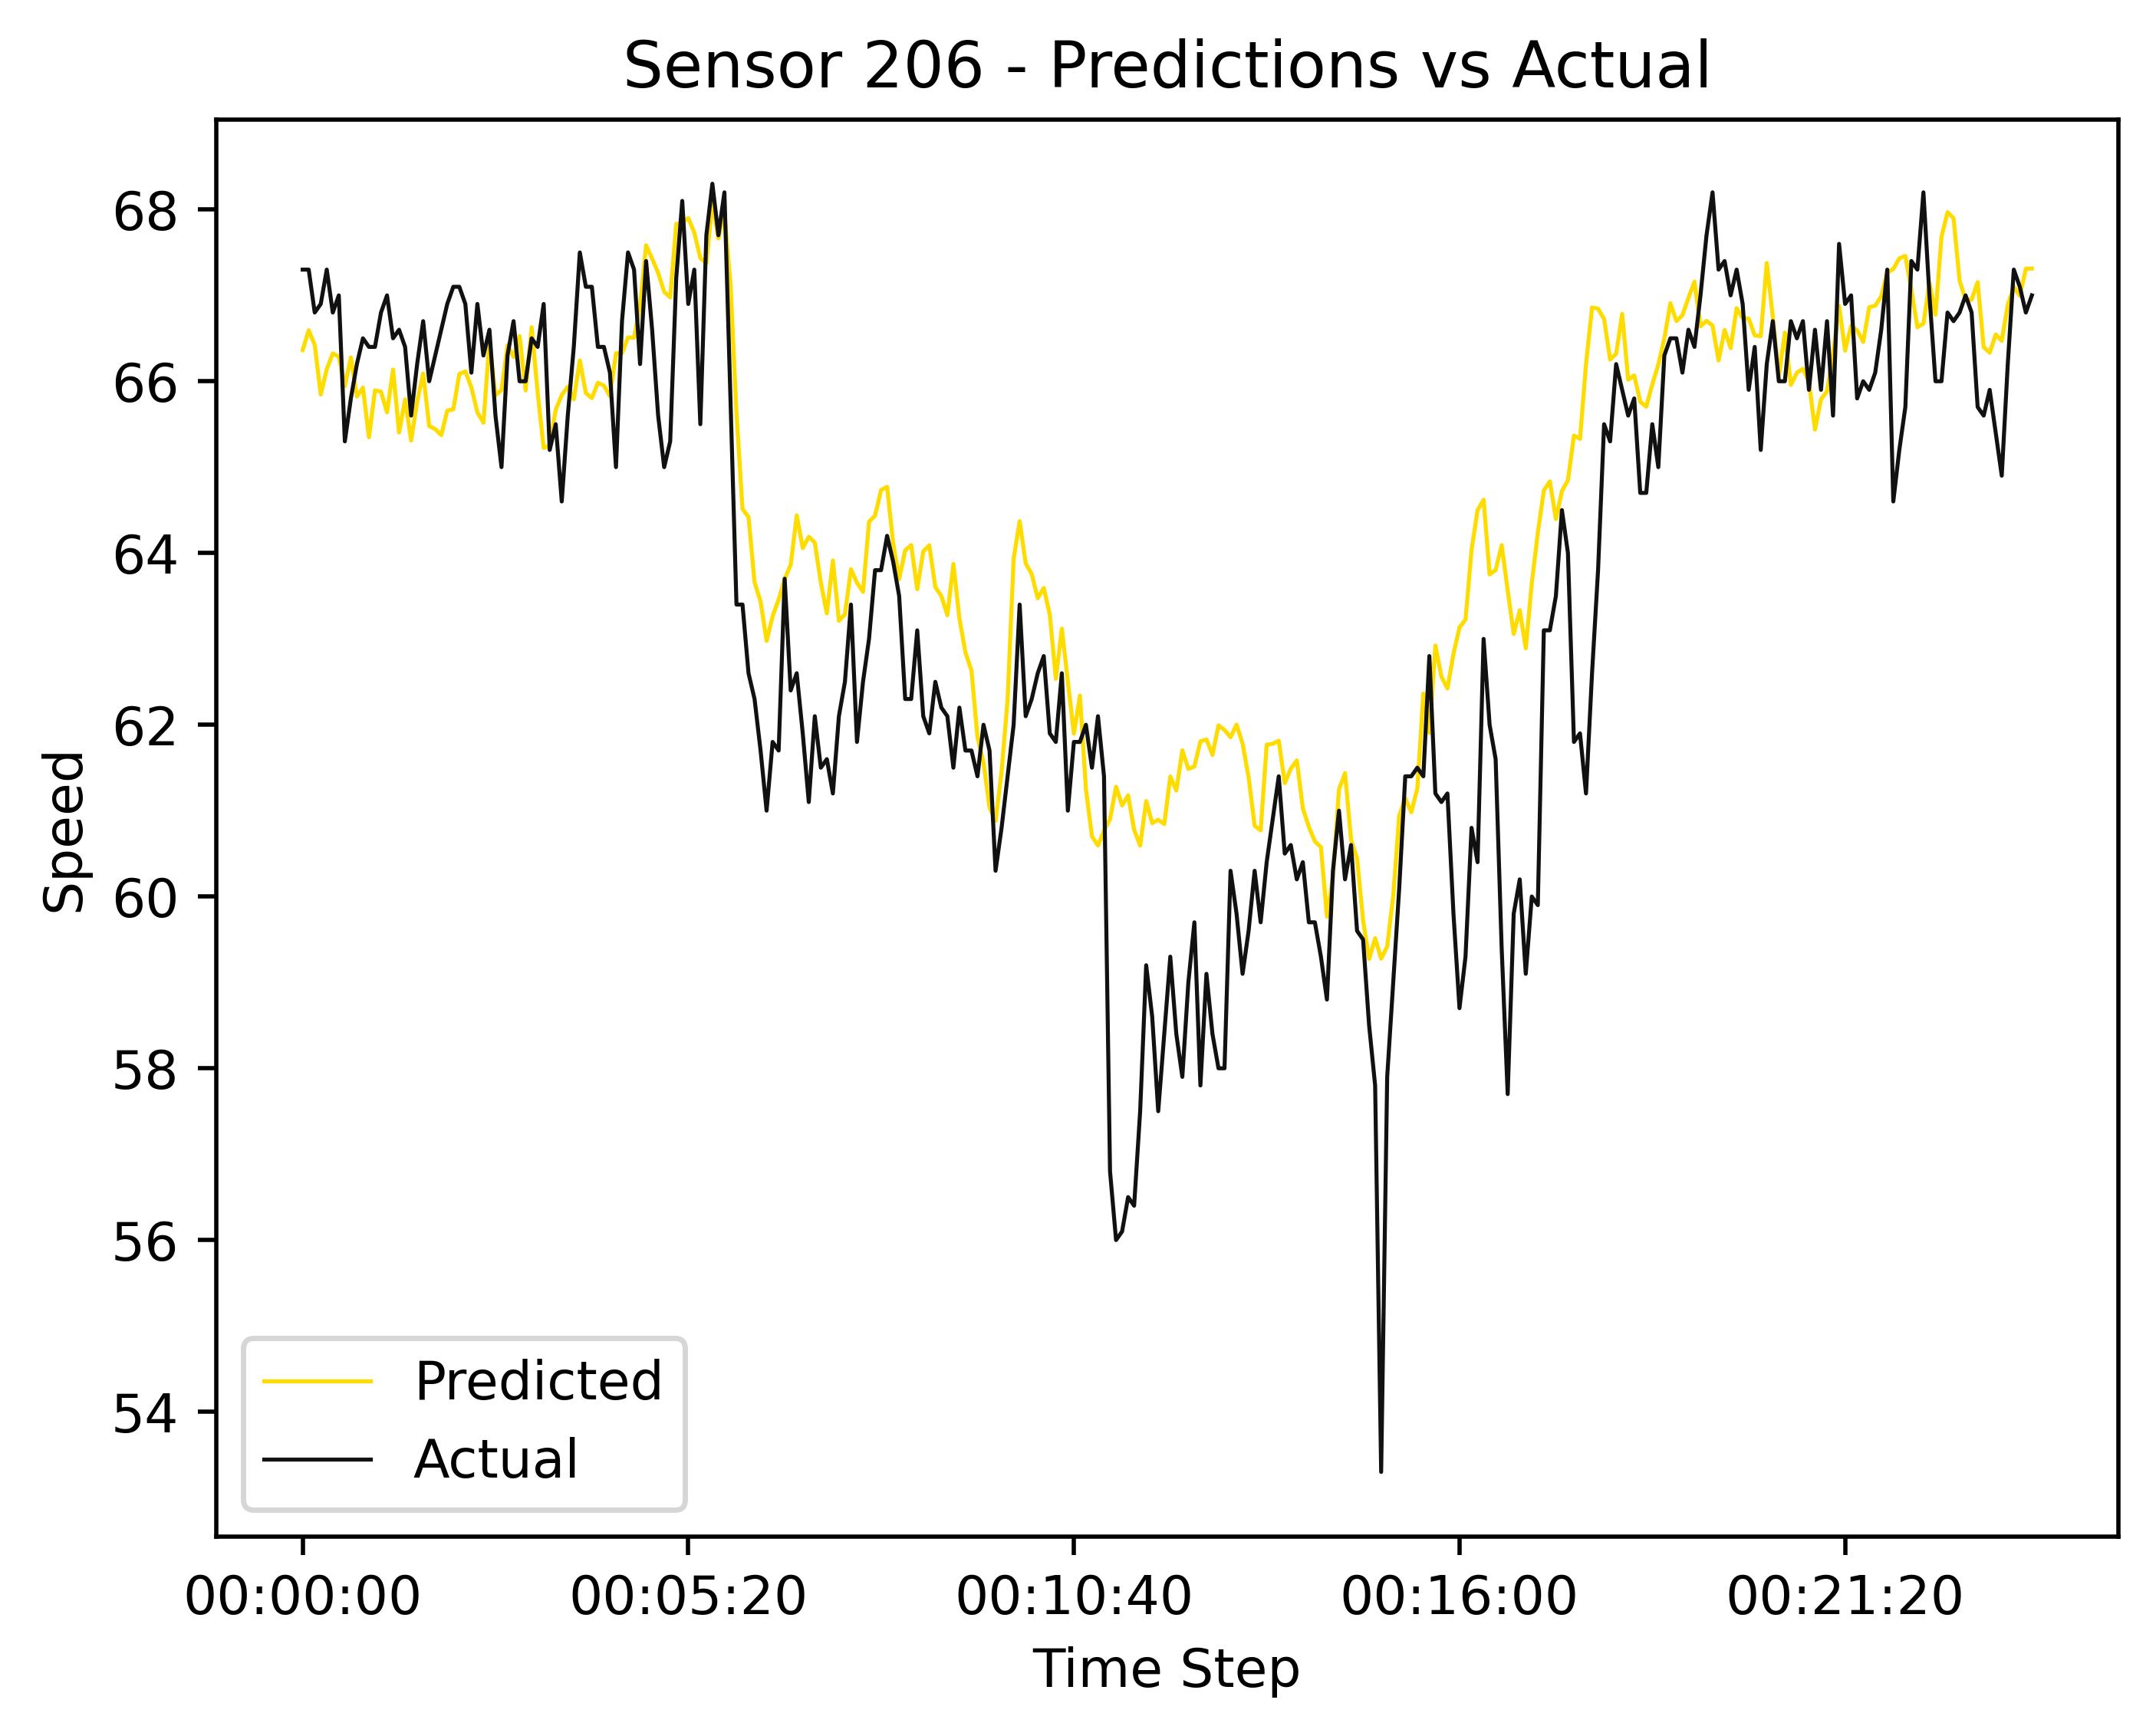 Sensor 206 - Predictions vs Actual
68
66
64
62
60
58
56
54
Speed
Predicted
Actual
00:00:00 00:05:20 00:10:40 00:16:00 00:21:20
Time Step